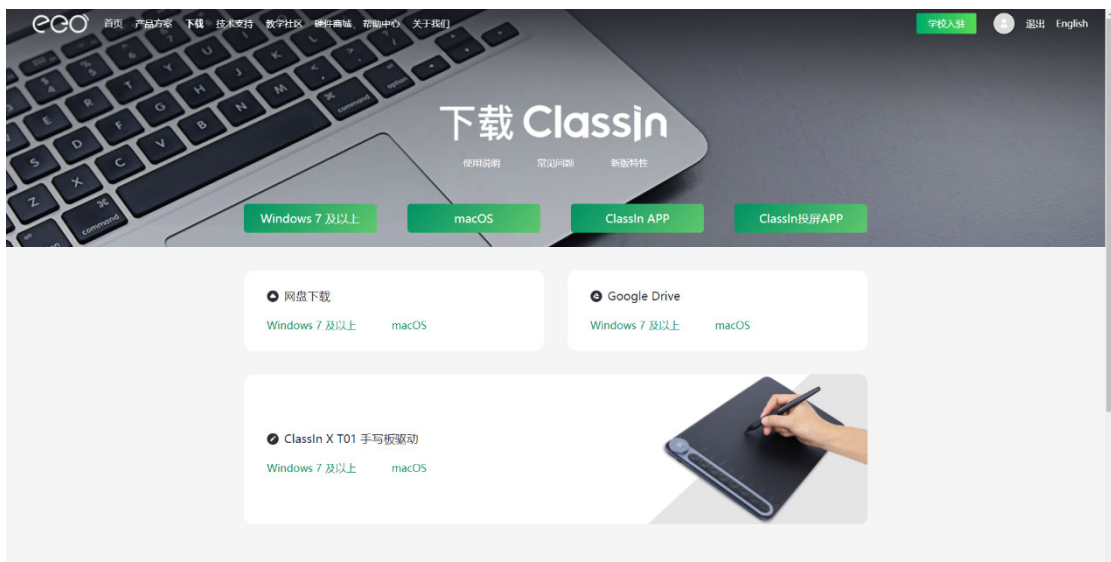 eeo 首页 产品方案 下载 技术支持 教学社区 硬件商城 帮助中心 关于我们 学校入驻 退出 English
下载 ClassIn
使用说明 常见问题 新版特性
Windows 7 及以上 macOS ClassIn APP ClassIn投屏APP
网盘下载 Google Drive
Windows 7 及以上 macOS Windows 7 及以上 macOS
ClassIn X T01 手写板驱动
Windows 7 及以上 macOS